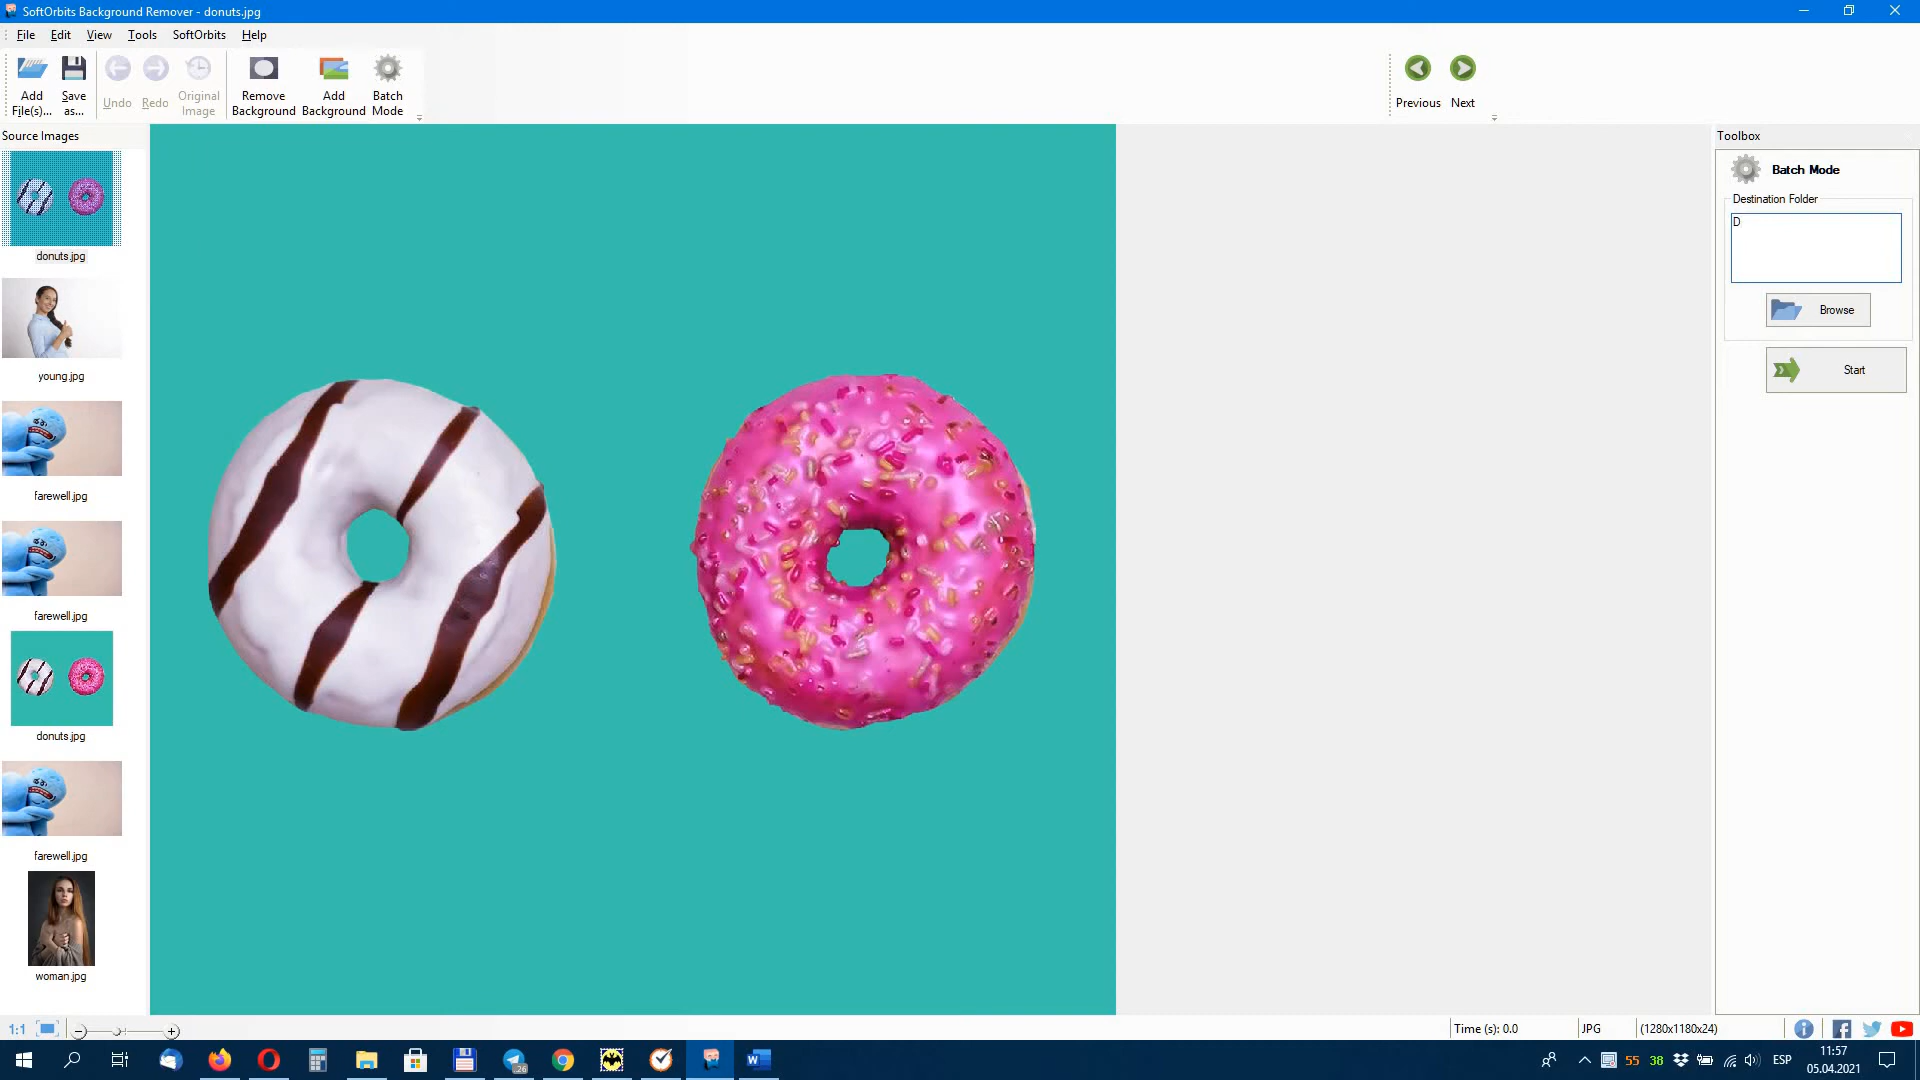 SoftOrbits Background Remover - donuts.jpg
File Edit View Tools SoftOrbits Help
Add File(s)...
Save as...
Undo
Redo
Original Image
Remove Background
Add Background
Batch Mode
Previous
Next
Source Images
donuts.jpg
young.jpg
farewell.jpg
farewell.jpg
donuts.jpg
farewell.jpg
woman.jpg
Toolbox
Batch Mode
Destination Folder
D
Browse
Start
1:1
Time (s): 0.0
JPG
(1280x1180x24)
26
W
55
38
ESP
11:57
05.04.2021